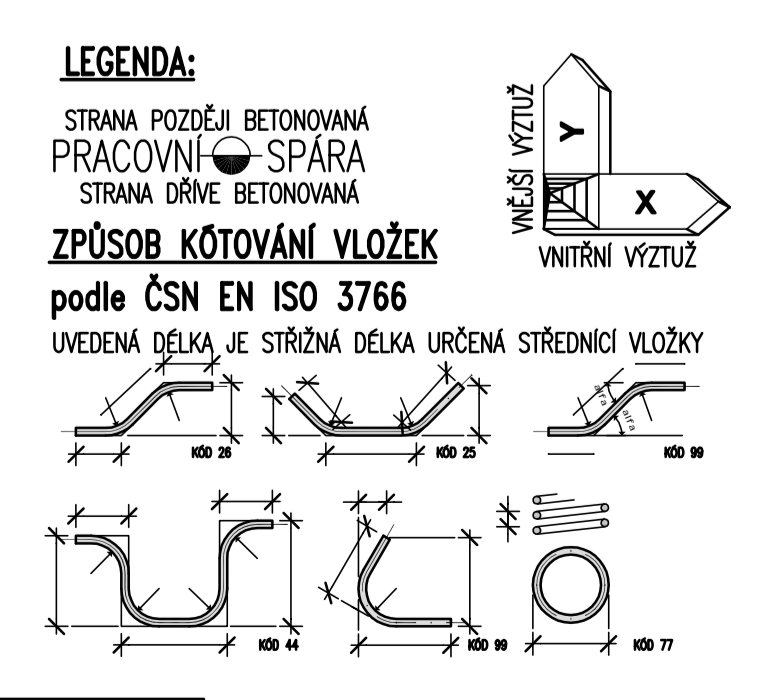 LEGENDA:
STRANA POZDĚJI BETONOVANÁ
PRACOVNÍ SPÁRA
STRANA DŘÍVE BETONOVANÁ
VNĚJŠÍ VÝZTUŽ
Y
X
VNITŘNÍ VÝZTUŽ
ZPŮSOB KÓTOVÁNÍ VLOŽEK
podle ČSN EN ISO 3766
UVEDENÁ DÉLKA JE STŘIŽNÁ DÉLKA URČENÁ STŘEDNICÍ VLOŽKY
KÓD 26
KÓD 25
alfa
alfa
KÓD 99
KÓD 44
KÓD 99
KÓD 77